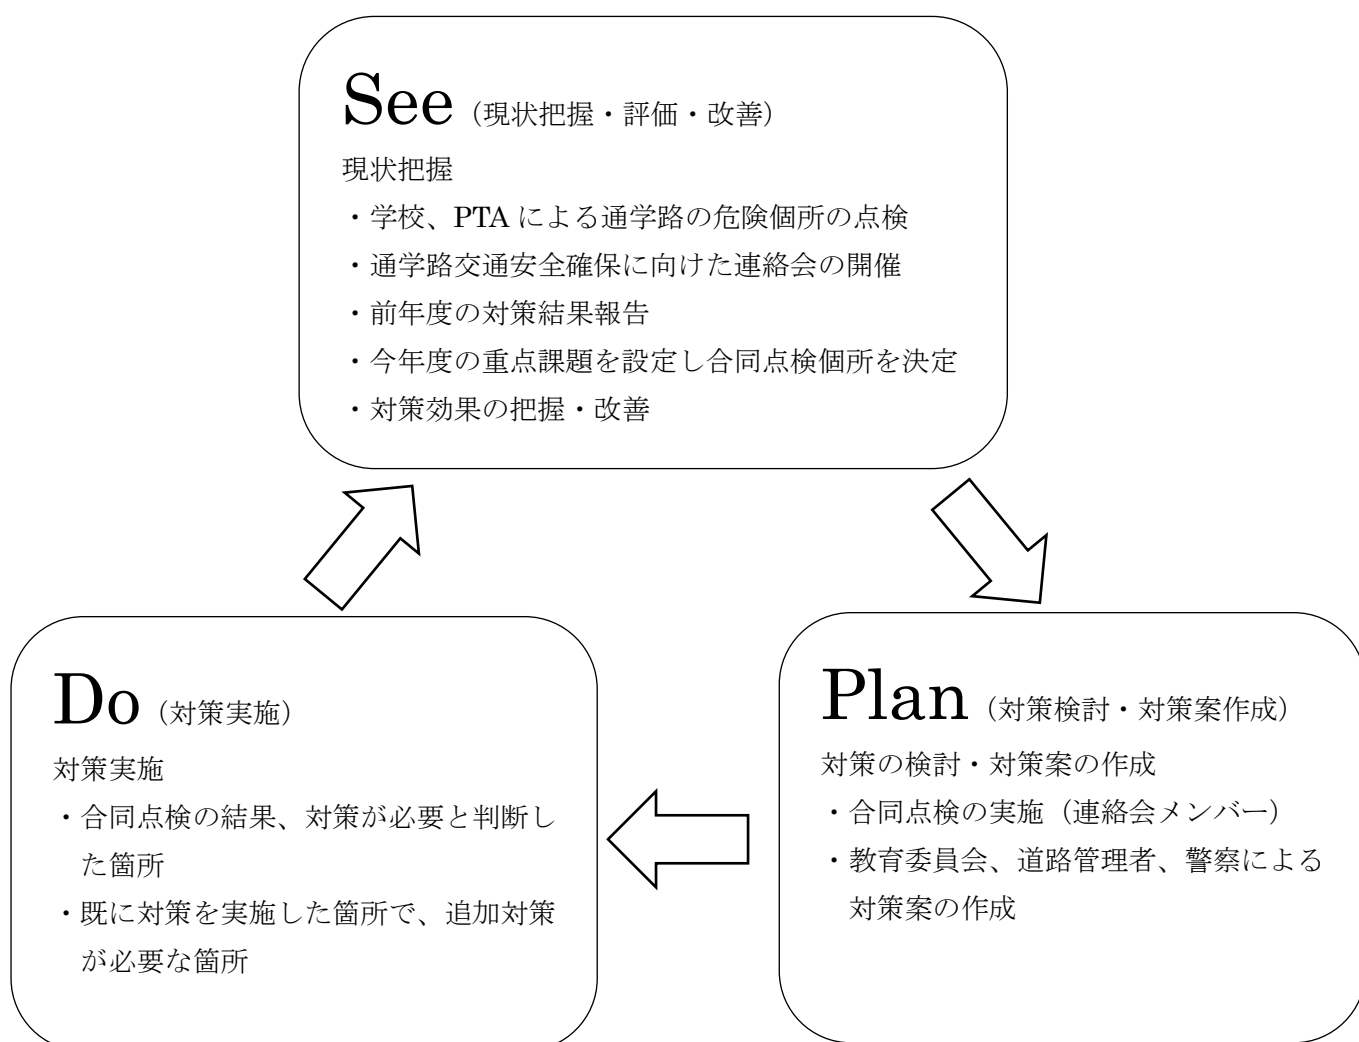 See（現状把握・評価・改善）
現状把握
・学校、PTA による通学路の危険個所の点検
・通学路交通安全確保に向けた連絡会の開催
・前年度の対策結果報告
・今年度の重点課題を設定し合同点検個所を決定
・対策効果の把握・改善
Plan（対策検討・対策案作成）
対策の検討・対策案の作成
・合同点検の実施（連絡会メンバー）
・教育委員会、道路管理者、警察による
対策案の作成
Do（対策実施）
対策実施
・合同点検の結果、対策が必要と判断し
た箇所
・既に対策を実施した箇所で、追加対策
が必要な箇所